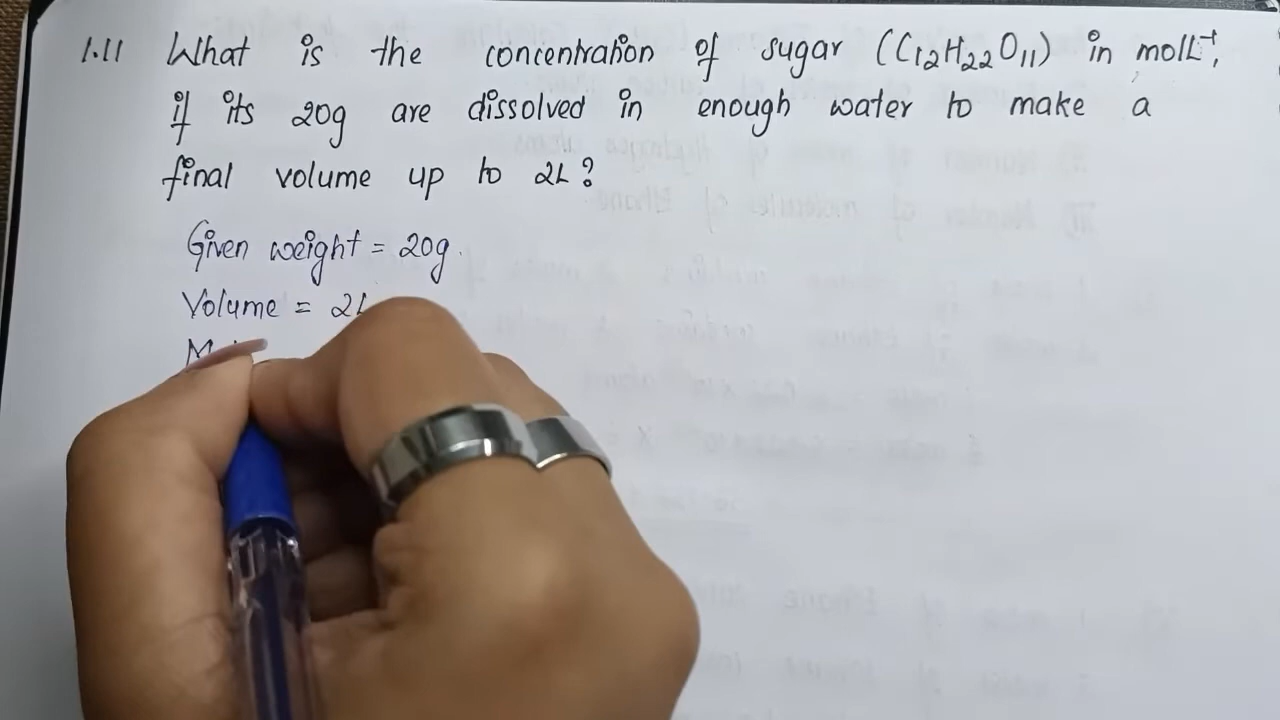 1.11 What is the concentration of sugar (C₁₂H₂₂O₁₁) in molL⁻¹,
if its 20g are dissolved in enough water to make a
final volume up to 2L?
Given weight = 20g.
Volume = 2L